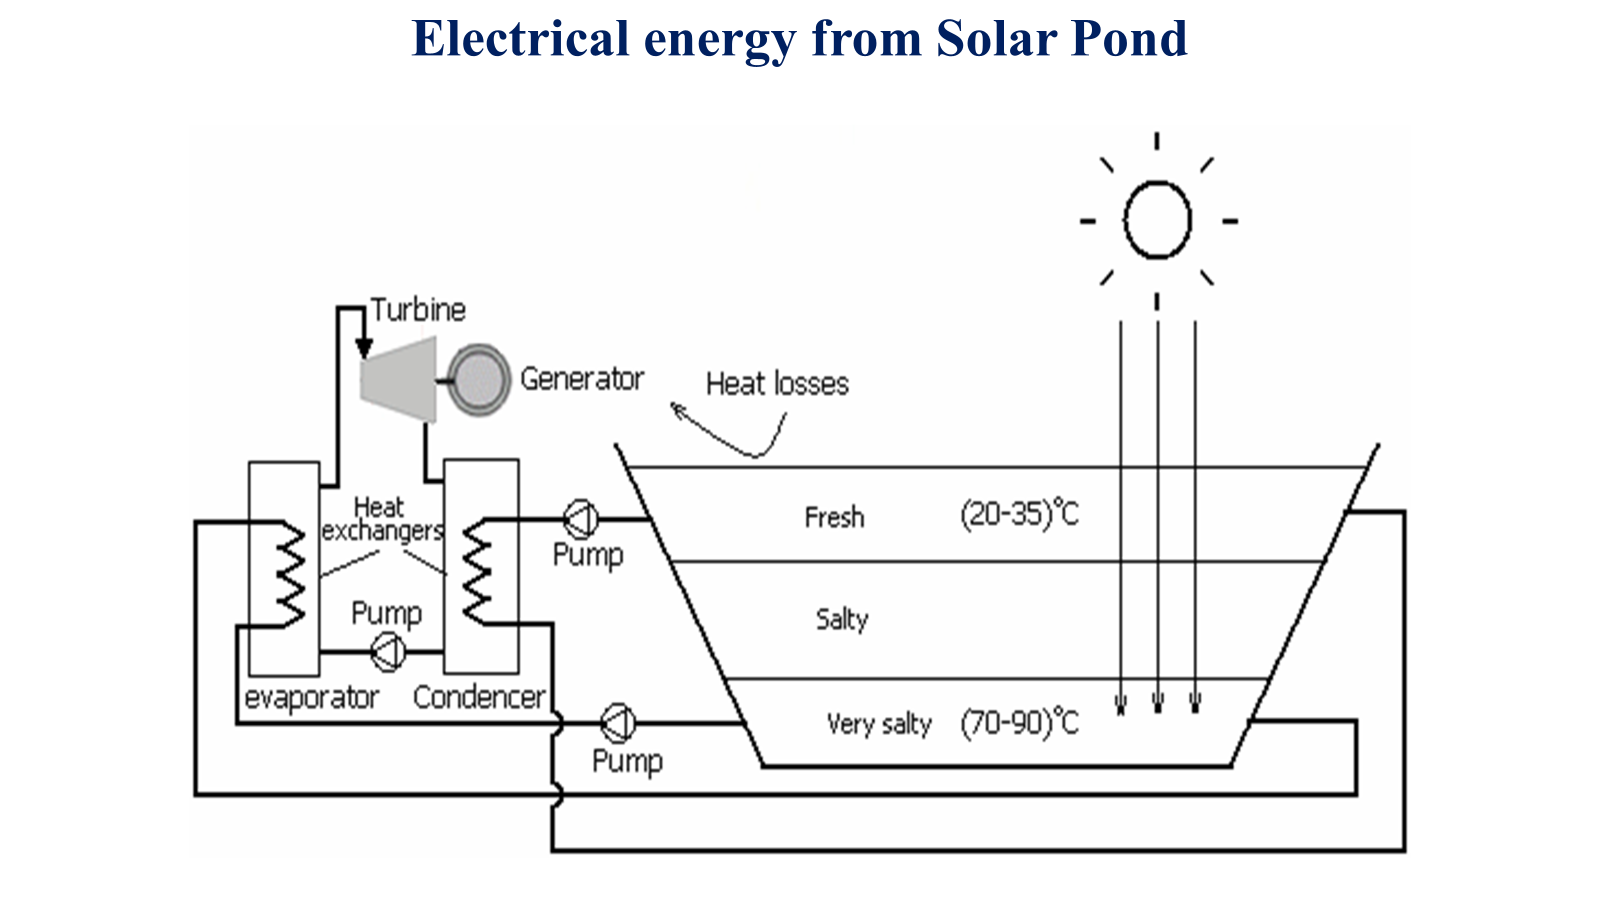 Electrical energy from Solar Pond
Turbine
Generator
Heat losses
Heat
exchangers
Pump
Fresh (20-35)°C
Pump
Salty
evaporator
Condencer
Very salty (70-90)°C
Pump